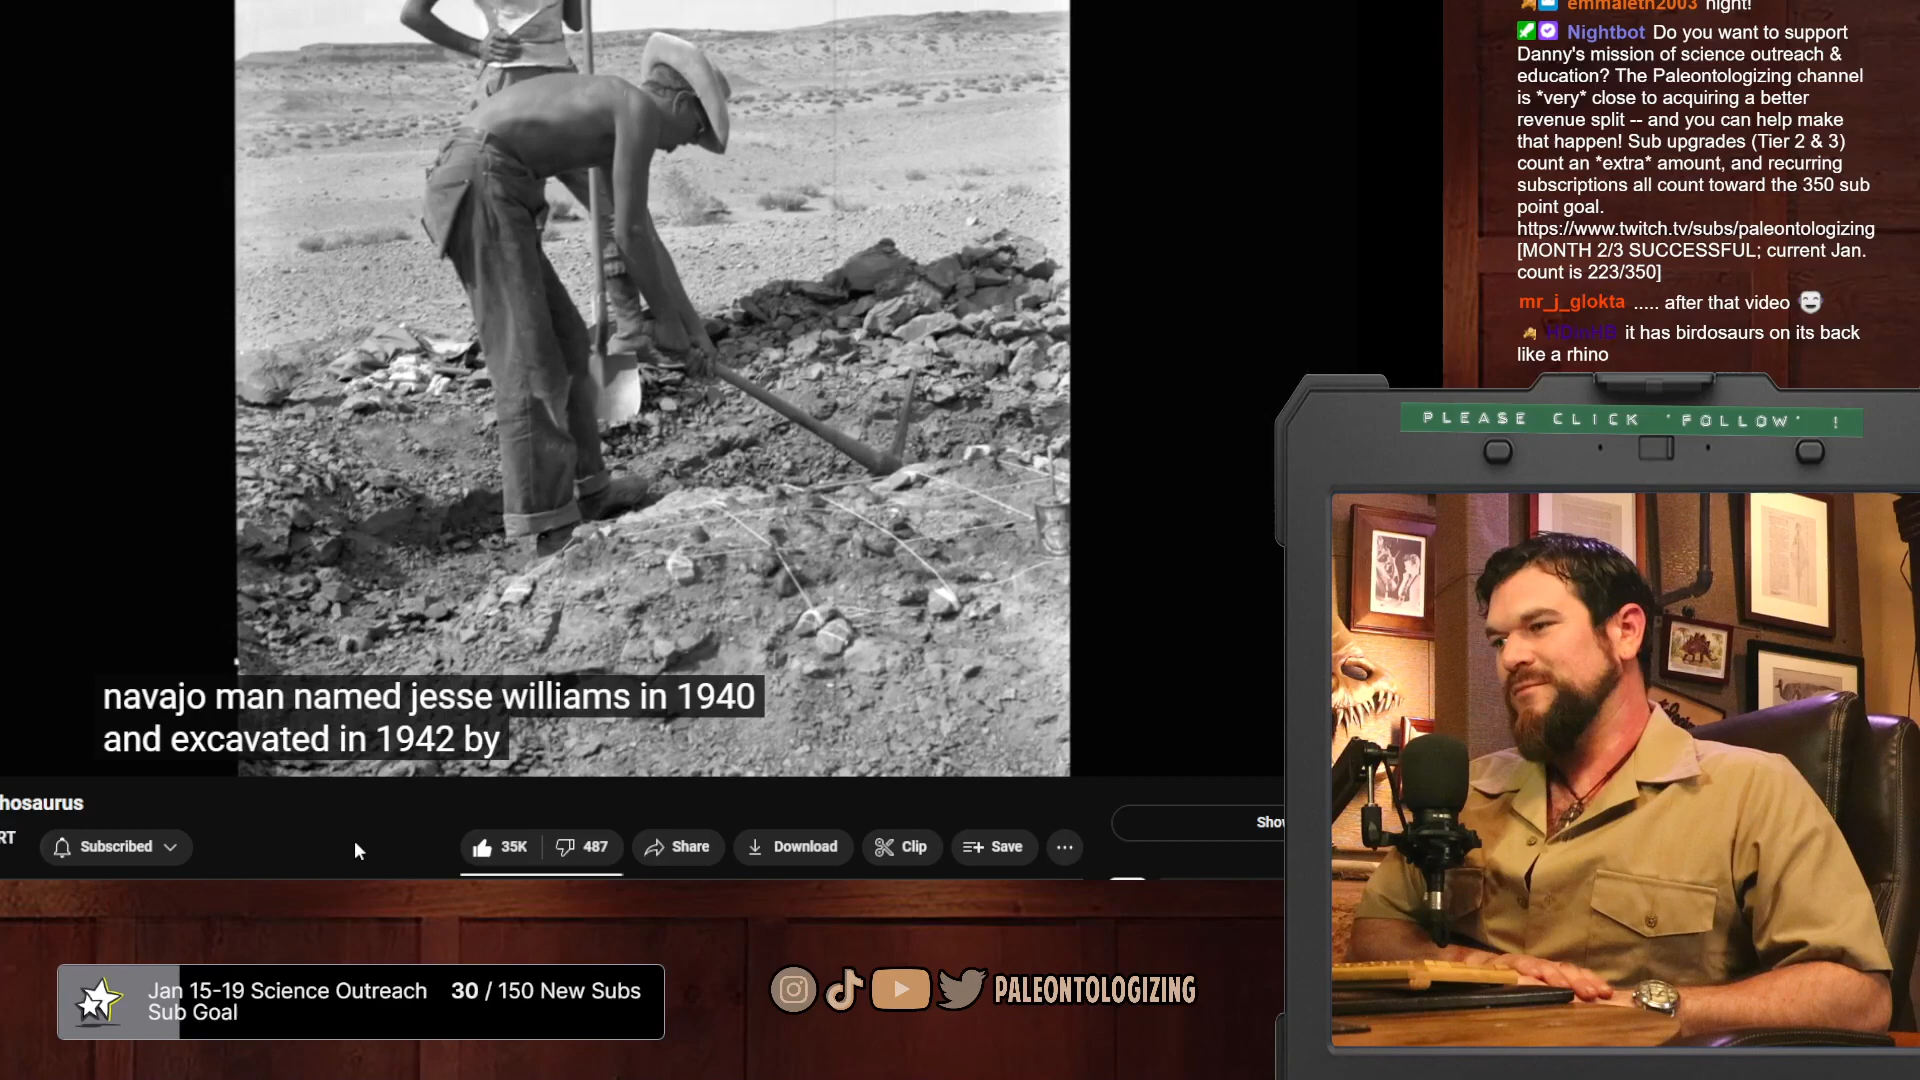 emmaleth2003 night!
Nightbot Do you want to support
Danny's mission of science outreach &
education? The Paleontologizing channel
is *very* close to acquiring a better
revenue split -- and you can help make
that happen! Sub upgrades (Tier 2 & 3)
count an *extra* amount, and recurring
subscriptions all count toward the 350 sub
point goal.
https://www.twitch.tv/subs/paleontologizing
[MONTH 2/3 SUCCESSFUL; current Jan.
count is 223/350]
mr_j_glokta ..... after that video
HDinHB it has birdosaurs on its back
like a rhino
PLEASE CLICK 'FOLLOW' !
navajo man named jesse williams in 1940
and excavated in 1942 by
hosaurus
RT
Subscribed
35K
487
Share
Download
Clip
Save
Show
Jan 15-19 Science Outreach
Sub Goal
30 / 150 New Subs
PALEONTOLOGIZING